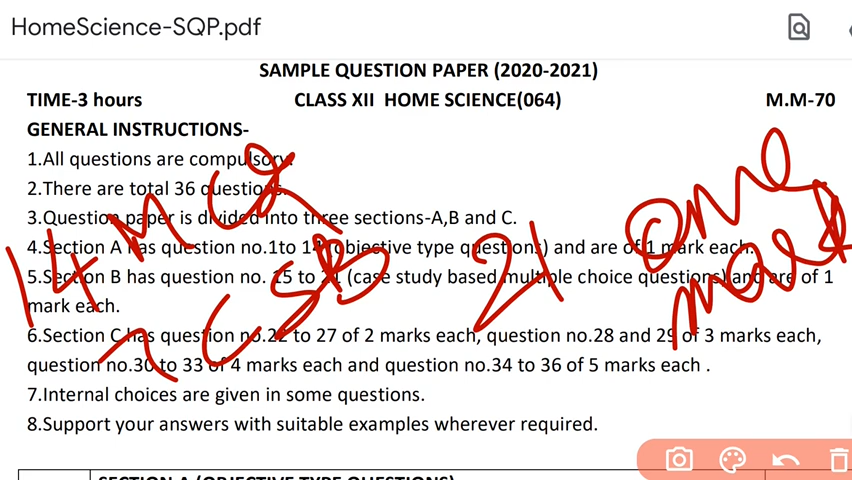 HomeScience-SQP.pdf
SAMPLE QUESTION PAPER (2020-2021)
TIME-3 hours CLASS XII HOME SCIENCE(064) M.M-70
GENERAL INSTRUCTIONS-
1.All questions are compulsory.
2.There are total 36 questions.
3.Question paper is divided into three sections-A,B and C.
4.Section A has question no.1to 14( objective type questions) and are of 1 mark each.
5.Section B has question no. 15 to 21 (case study based multiple choice questions) and are of 1
mark each.
6.Section C has question no.22 to 27 of 2 marks each, question no.28 and 29 of 3 marks each,
question no.30 to 33 of 4 marks each and question no.34 to 36 of 5 marks each .
7.Internal choices are given in some questions.
8.Support your answers with suitable examples wherever required.
SECTION A (OBJECTIVE TYPE QUESTIONS)
14 MCQ
7 CSB
21 one
mark